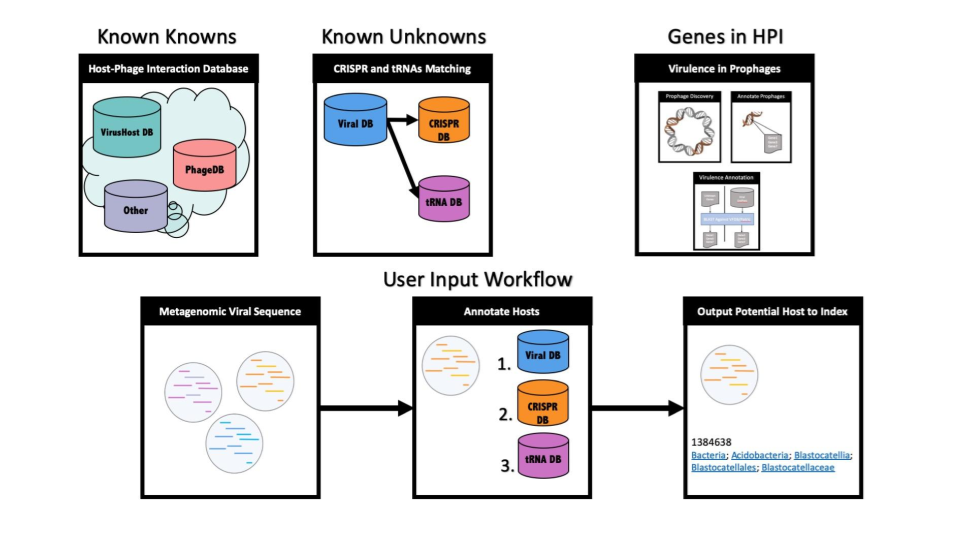 Known Knowns
Host-Phage Interaction Database
VirusHost DB
PhageDB
Other
Known Unknowns
CRISPR and tRNAs Matching
Viral DB
CRISPR
DB
tRNA DB
Genes in HPI
Virulence in Prophages
Prophage Discovery
Annotate Prophages
Virulence Annotation
User Input Workflow
Metagenomic Viral Sequence
Annotate Hosts
1.
Viral DB
2.
CRISPR
DB
3.
tRNA DB
Output Potential Host to Index
1384638
Bacteria; Acidobacteria; Blastocatellia;
Blastocatellales; Blastocatellaceae